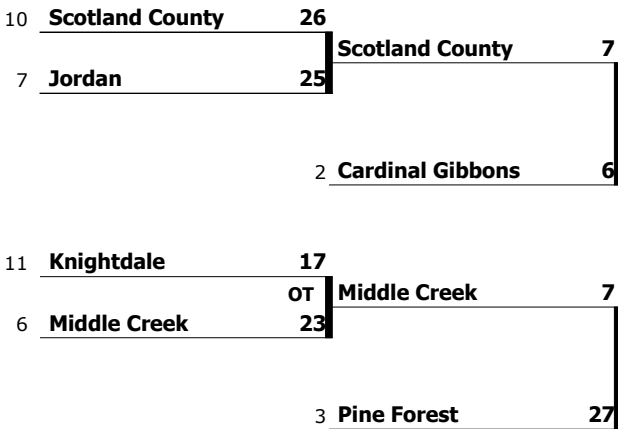 10 Scotland County 26
Scotland County 7
7 Jordan 25
2 Cardinal Gibbons 6
11 Knightdale 17
OT Middle Creek 7
6 Middle Creek 23
3 Pine Forest 27